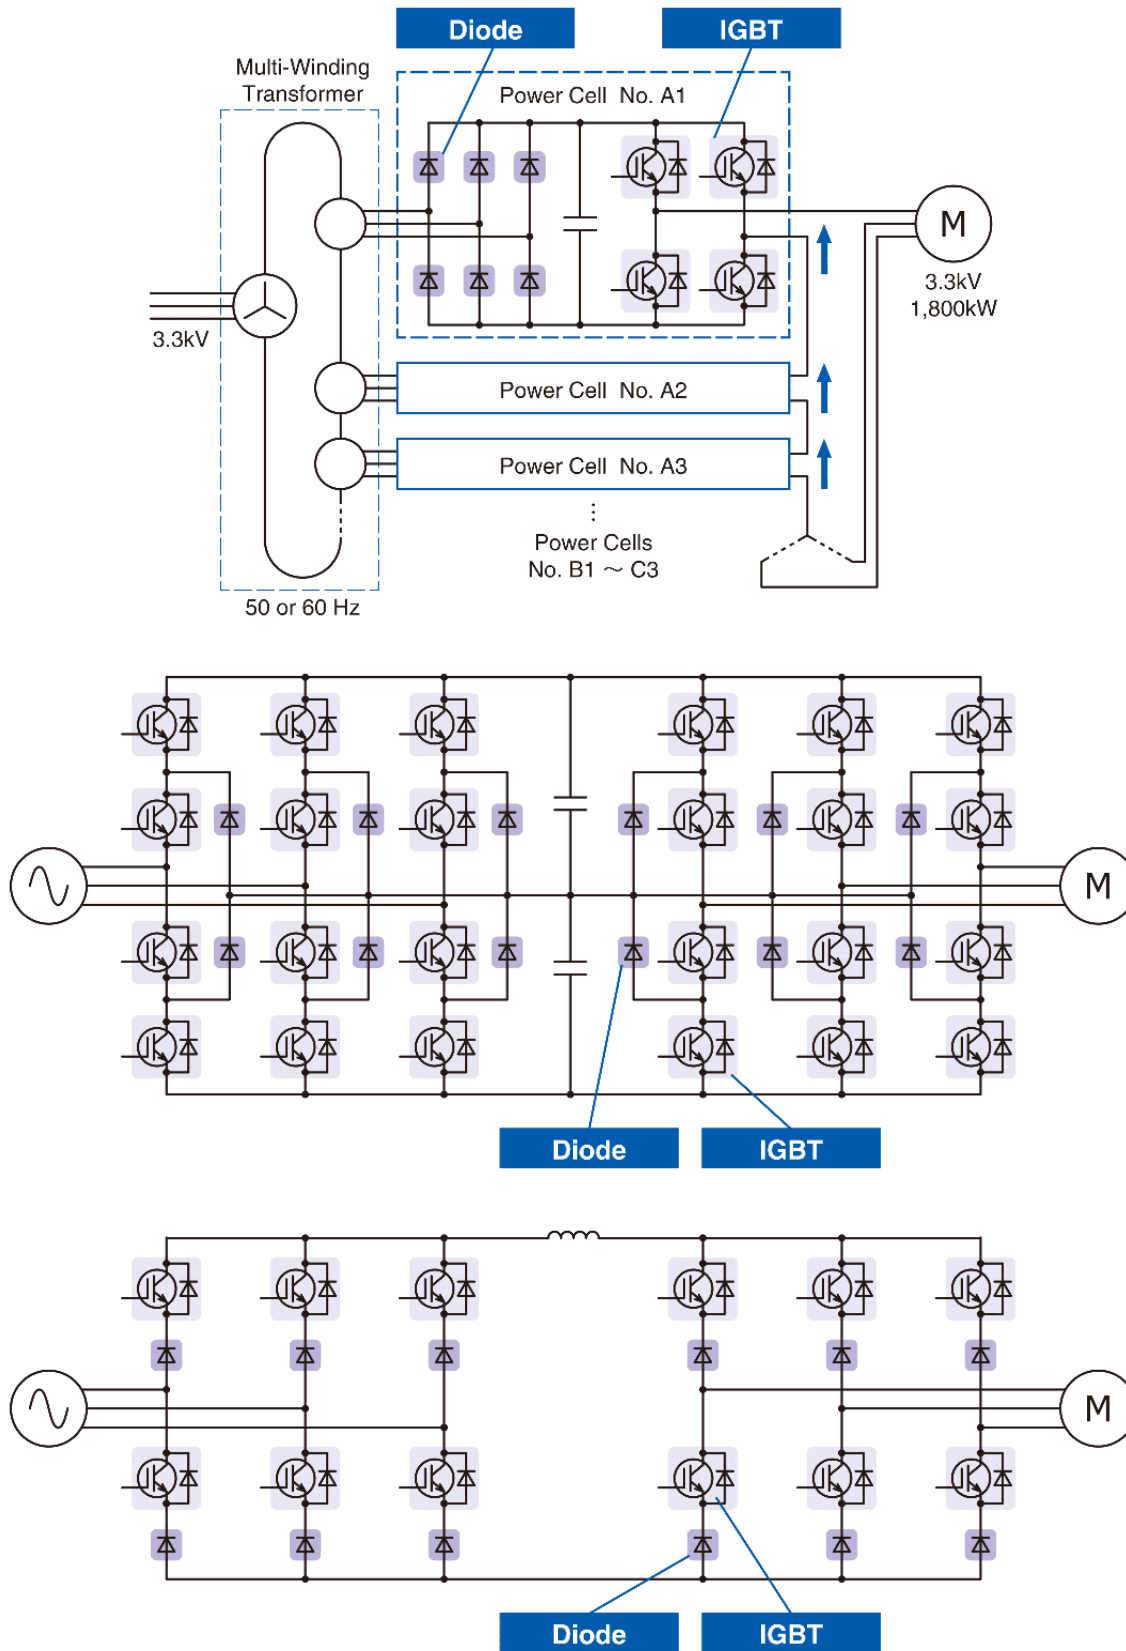 Diode
IGBT
Multi-Winding
Transformer
Power Cell No. A1
M
3.3kV
3.3kV
1,800kW
Power Cell No. A2
Power Cell No. A3
⋮
Power Cells
No. B1 ～ C3
50 or 60 Hz
M
Diode
IGBT
M
Diode
IGBT